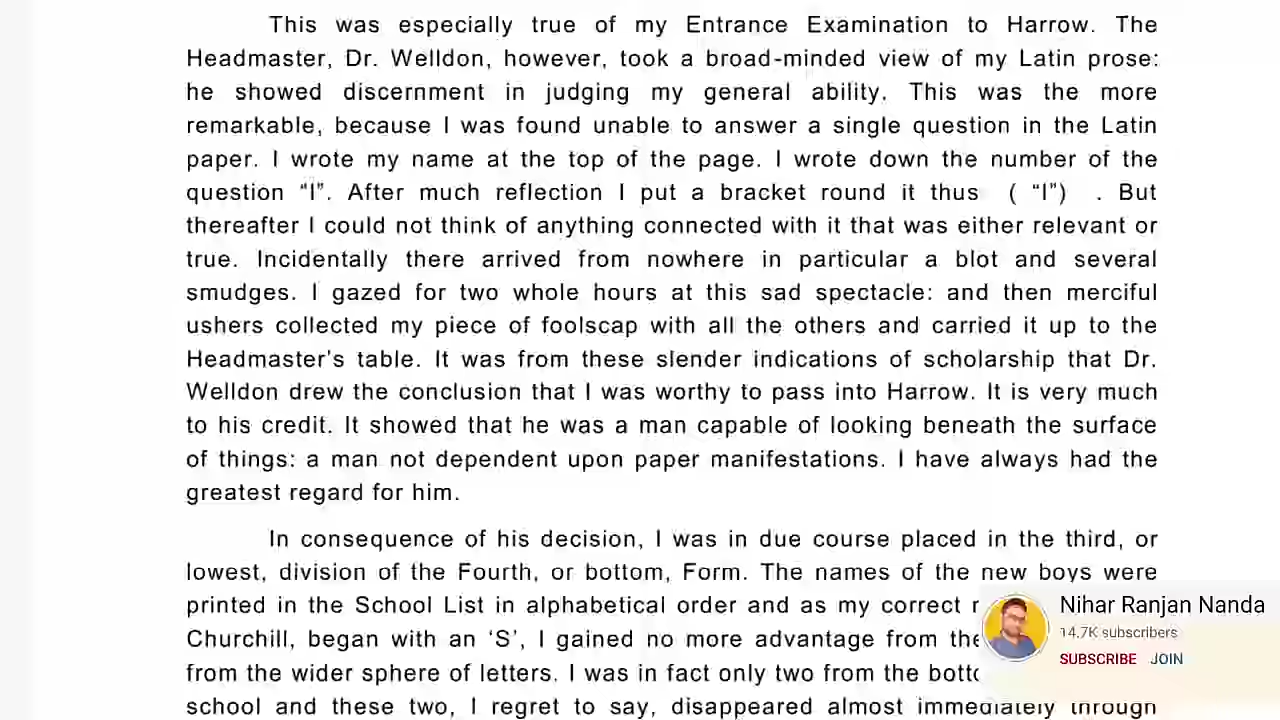 This was especially true of my Entrance Examination to Harrow. The
Headmaster, Dr. Welldon, however, took a broad-minded view of my Latin prose:
he showed discernment in judging my general ability. This was the more
remarkable, because I was found unable to answer a single question in the Latin
paper. I wrote my name at the top of the page. I wrote down the number of the
question “I”. After much reflection I put a bracket round it thus ( “I”) . But
thereafter I could not think of anything connected with it that was either relevant or
true. Incidentally there arrived from nowhere in particular a blot and several
smudges. I gazed for two whole hours at this sad spectacle: and then merciful
ushers collected my piece of foolscap with all the others and carried it up to the
Headmaster's table. It was from these slender indications of scholarship that Dr.
Welldon drew the conclusion that I was worthy to pass into Harrow. It is very much
to his credit. It showed that he was a man capable of looking beneath the surface
of things: a man not dependent upon paper manifestations. I have always had the
greatest regard for him.
In consequence of his decision, I was in due course placed in the third, or
lowest, division of the Fourth, or bottom, Form. The names of the new boys were
printed in the School List in alphabetical order and as my correct
Churchill, began with an ‘S’, I gained no more advantage from the
from the wider sphere of letters. I was in fact only two from the
school and these two, I regret to say, disappeared almost immediately through
Nihar Ranjan Nanda
14.7K subscribers
SUBSCRIBE JOIN